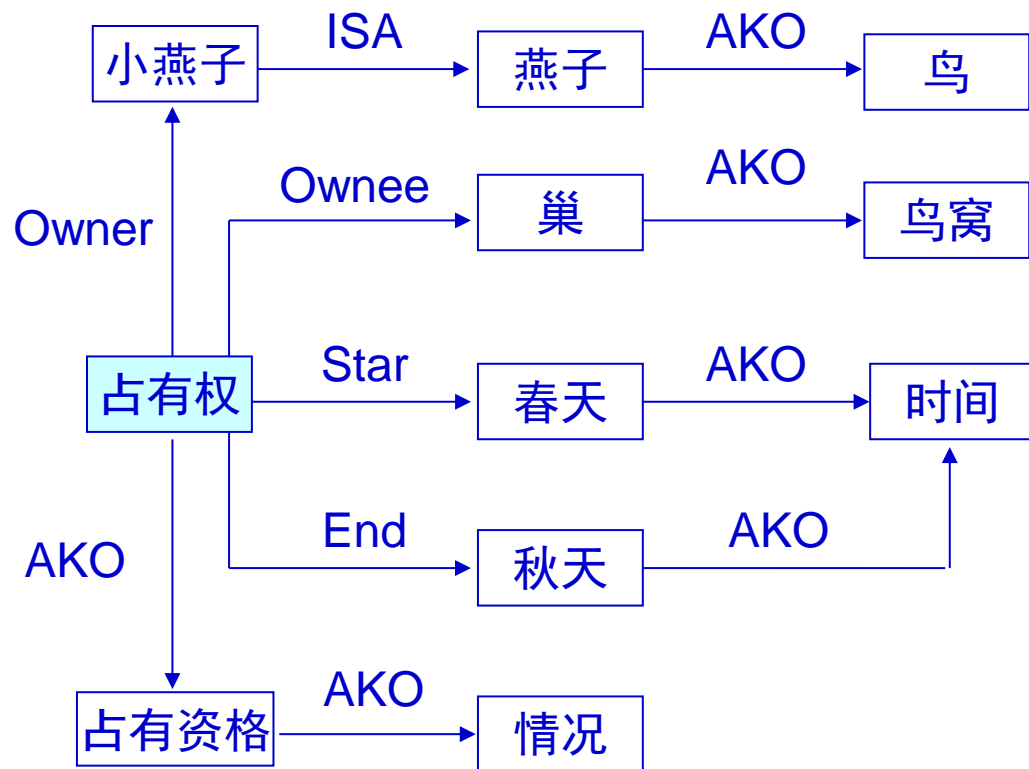 小燕子
ISA
燕子
AKO
鸟
Owner
Ownee
巢
AKO
鸟窝
占有权
Star
春天
AKO
时间
AKO
End
秋天
AKO
占有资格
AKO
情况